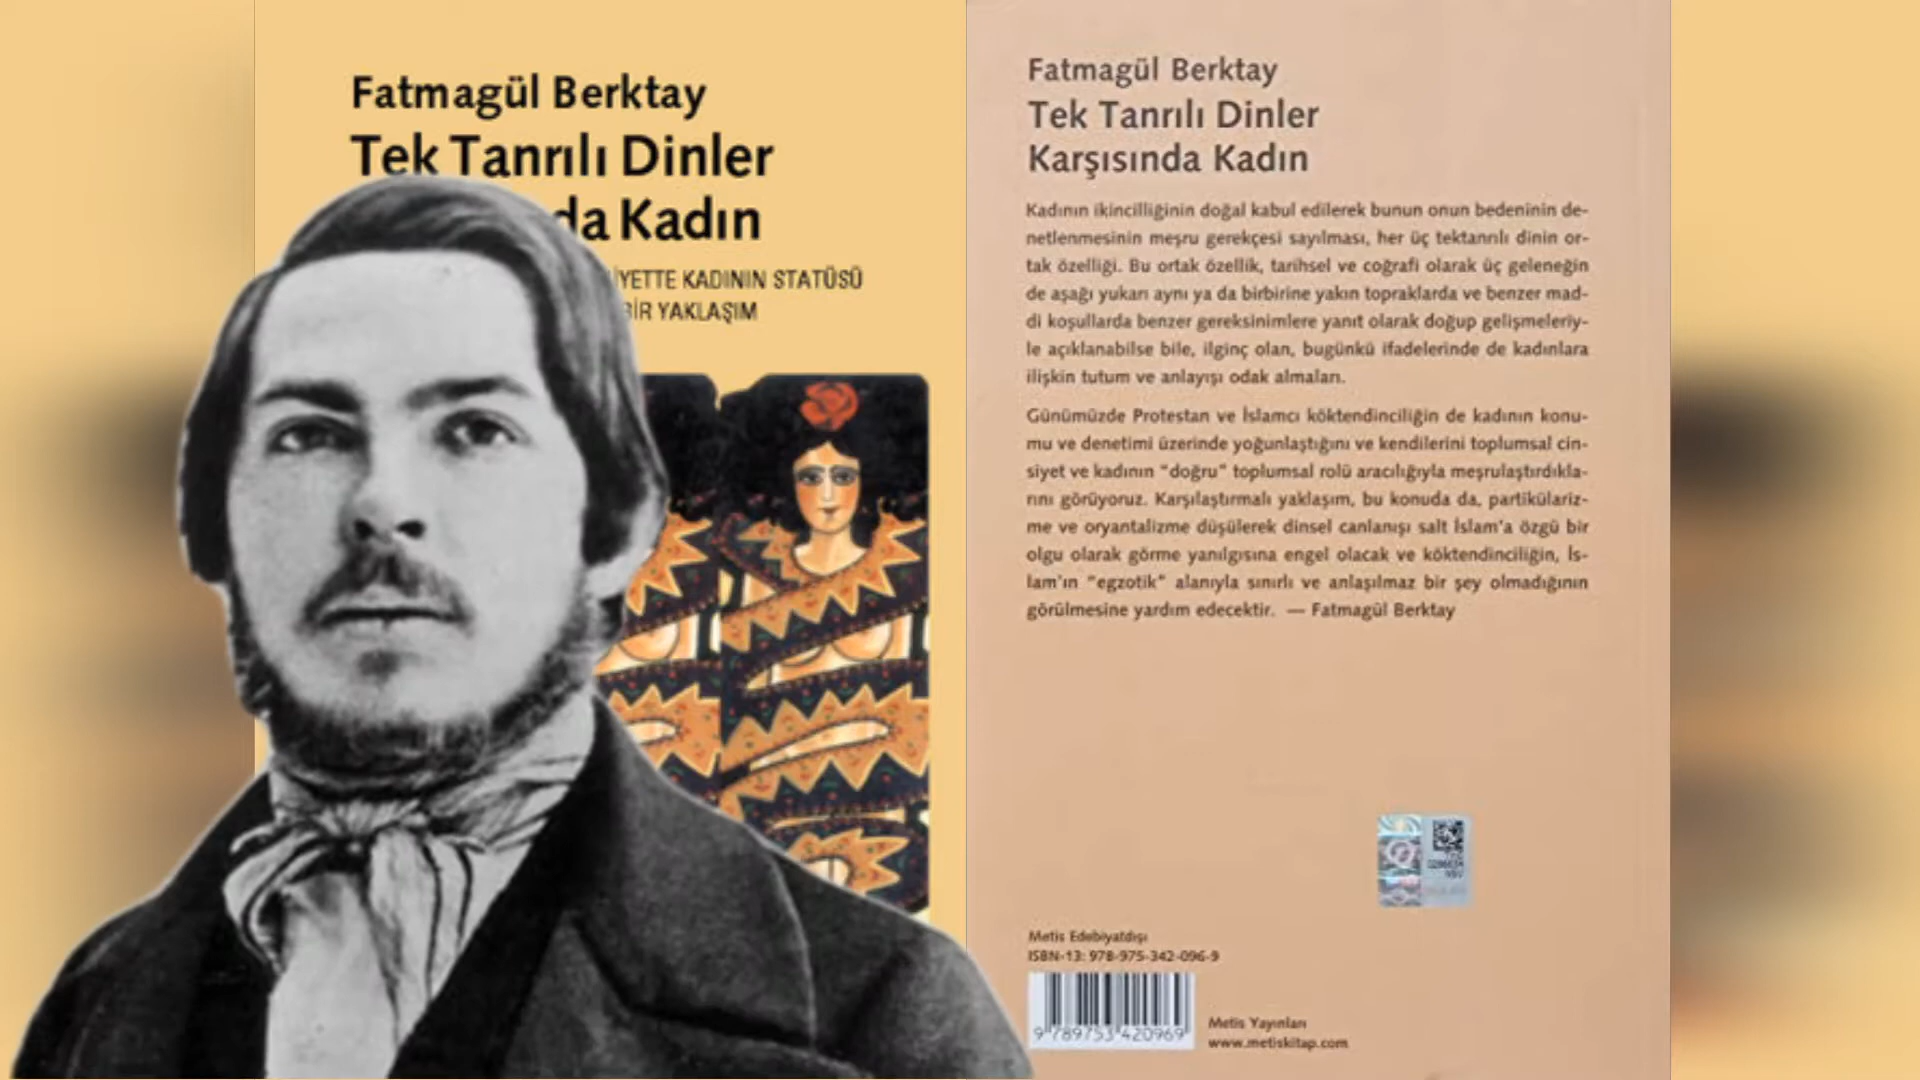 Fatmagül Berktay
Tek Tanrılı Dinler
da Kadın
İYETTE KADININ STATÜSÜ
BİR YAKLAŞIM
Fatmagül Berktay
Tek Tanrılı Dinler
Karşısında Kadın
Kadının ikincilliğinin doğal kabul edilerek bunun onun bedeninin de-
netlenmesinin meşru gerekçesi sayılması, her üç tektanrılı dinin or-
tak özelliği. Bu ortak özellik, tarihsel ve coğrafi olarak üç geleneğin
de aşağı yukarı aynı ya da birbirine yakın topraklarda ve benzer mad-
di koşullarda benzer gereksinimlere yanıt olarak doğup gelişmeleriy-
le açıklanabilse bile, ilginç olan, bugünkü ifadelerinde de kadınlara
ilişkin tutum ve anlayışı odak almaları.
Günümüzde Protestan ve İslamcı köktendinciliğin de kadının konu-
mu ve denetimi üzerinde yoğunlaştığını ve kendilerini toplumsal cin-
siyet ve kadının "doğru" toplumsal rolü aracılığıyla meşrulaştırdıkla-
rını görüyoruz. Karşılaştırmalı yaklaşım, bu konuda da, partikülariz-
me ve oryantalizme düşülerek dinsel canlanışı salt İslam'a özgü bir
olgu olarak görme yanılgısına engel olacak ve köktendinciliğin, İs-
lam'ın "egzotik" alanıyla sınırlı ve anlaşılmaz bir şey olmadığının
görülmesine yardım edecektir. — Fatmagül Berktay
Metis Edebiyatdışı
ISBN-13: 978-975-342-096-9
9 789753 420969
Metis Yayınları
www.metiskitap.com